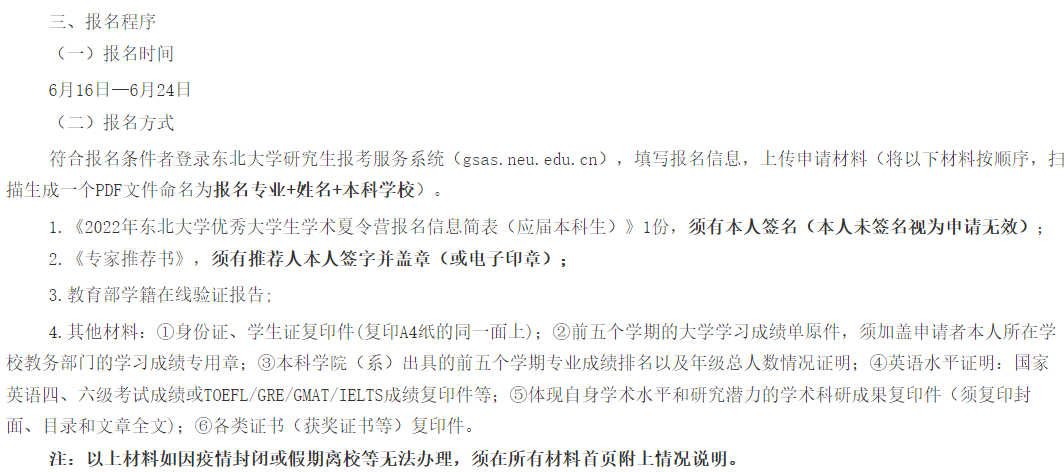 三、报名程序
（一）报名时间
6月16日—6月24日
（二）报名方式
符合报名条件者登录东北大学研究生报考服务系统（gsas.neu.edu.cn），填写报名信息，上传申请材料（将以下材料按顺序，扫
描生成一个PDF文件命名为报名专业+姓名+本科学校）。
1.《2022年东北大学优秀大学生学术夏令营报名信息简表（应届本科生）》1份，须有本人签名（本人未签名视为申请无效）；
2.《专家推荐书》，须有推荐人本人签字并盖章（或电子印章）；
3.教育部学籍在线验证报告;
4.其他材料：①身份证、学生证复印件(复印A4纸的同一面上)；②前五个学期的大学学习成绩单原件，须加盖申请者本人所在学
校教务部门的学习成绩专用章；③本科学院（系）出具的前五个学期专业成绩排名以及年级总人数情况证明；④英语水平证明：国家
英语四、六级考试成绩或TOEFL/GRE/GMAT/IELTS成绩复印件等；⑤体现自身学术水平和研究潜力的学术科研成果复印件（须复印封
面、目录和文章全文)；⑥各类证书（获奖证书等）复印件。
注：以上材料如因疫情封闭或假期离校等无法办理，须在所有材料首页附上情况说明。